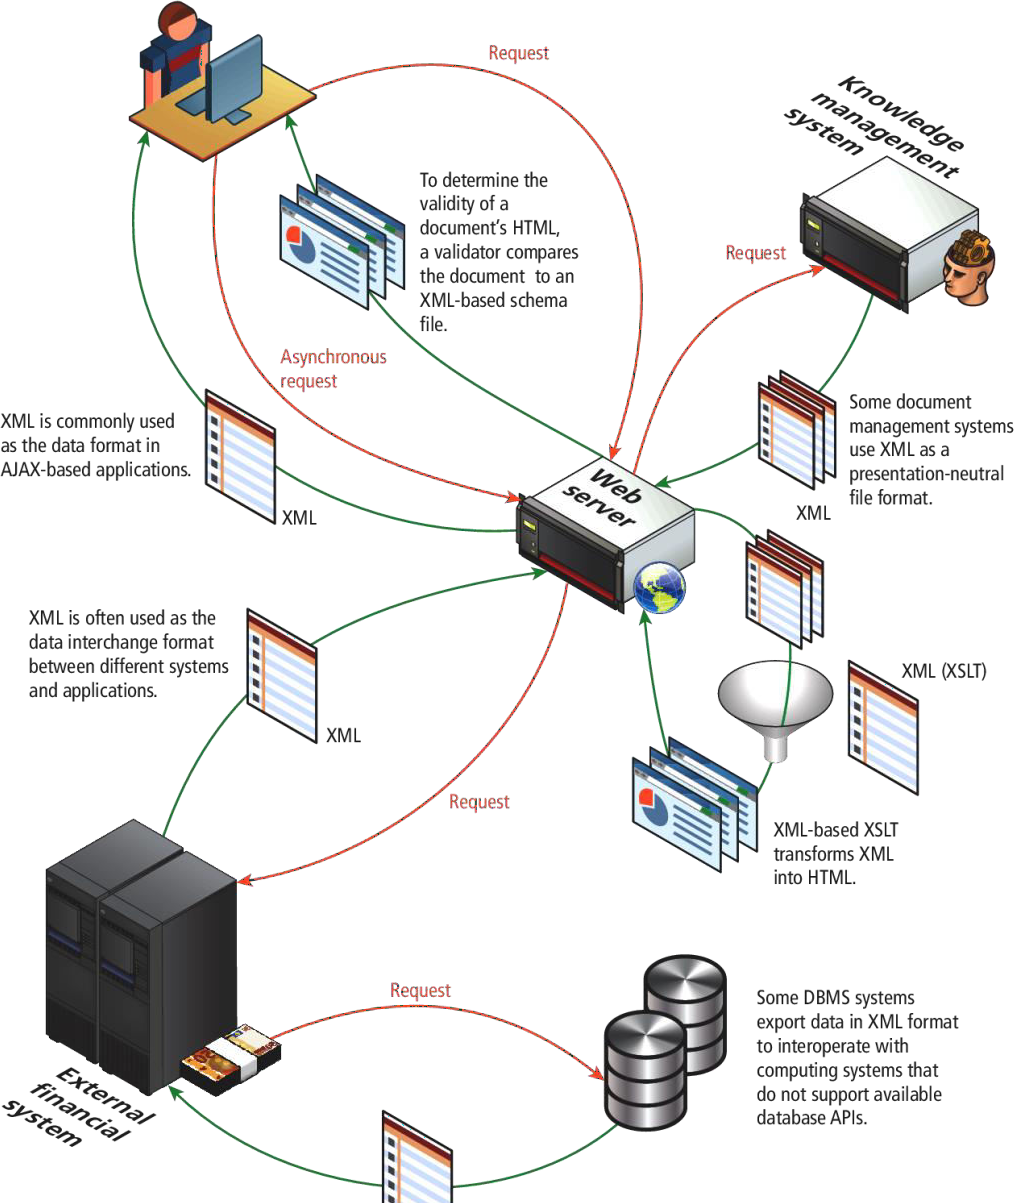 Request
Knowledge
management
system
To determine the
validity of a
document's HTML,
a validator compares
the document to an
XML-based schema
file.
Request
Asynchronous
request
XML is commonly used
as the data format in
AJAX-based applications.
XML
Some document
management systems
use XML as a
presentation-neutral
file format.
XML
Web
server
XML is often used as the
data interchange format
between different systems
and applications.
XML
XML (XSLT)
Request
XML-based XSLT
transforms XML
into HTML.
Request
Some DBMS systems
export data in XML format
to interoperate with
computing systems that
do not support available
database APIs.
External
financial
system